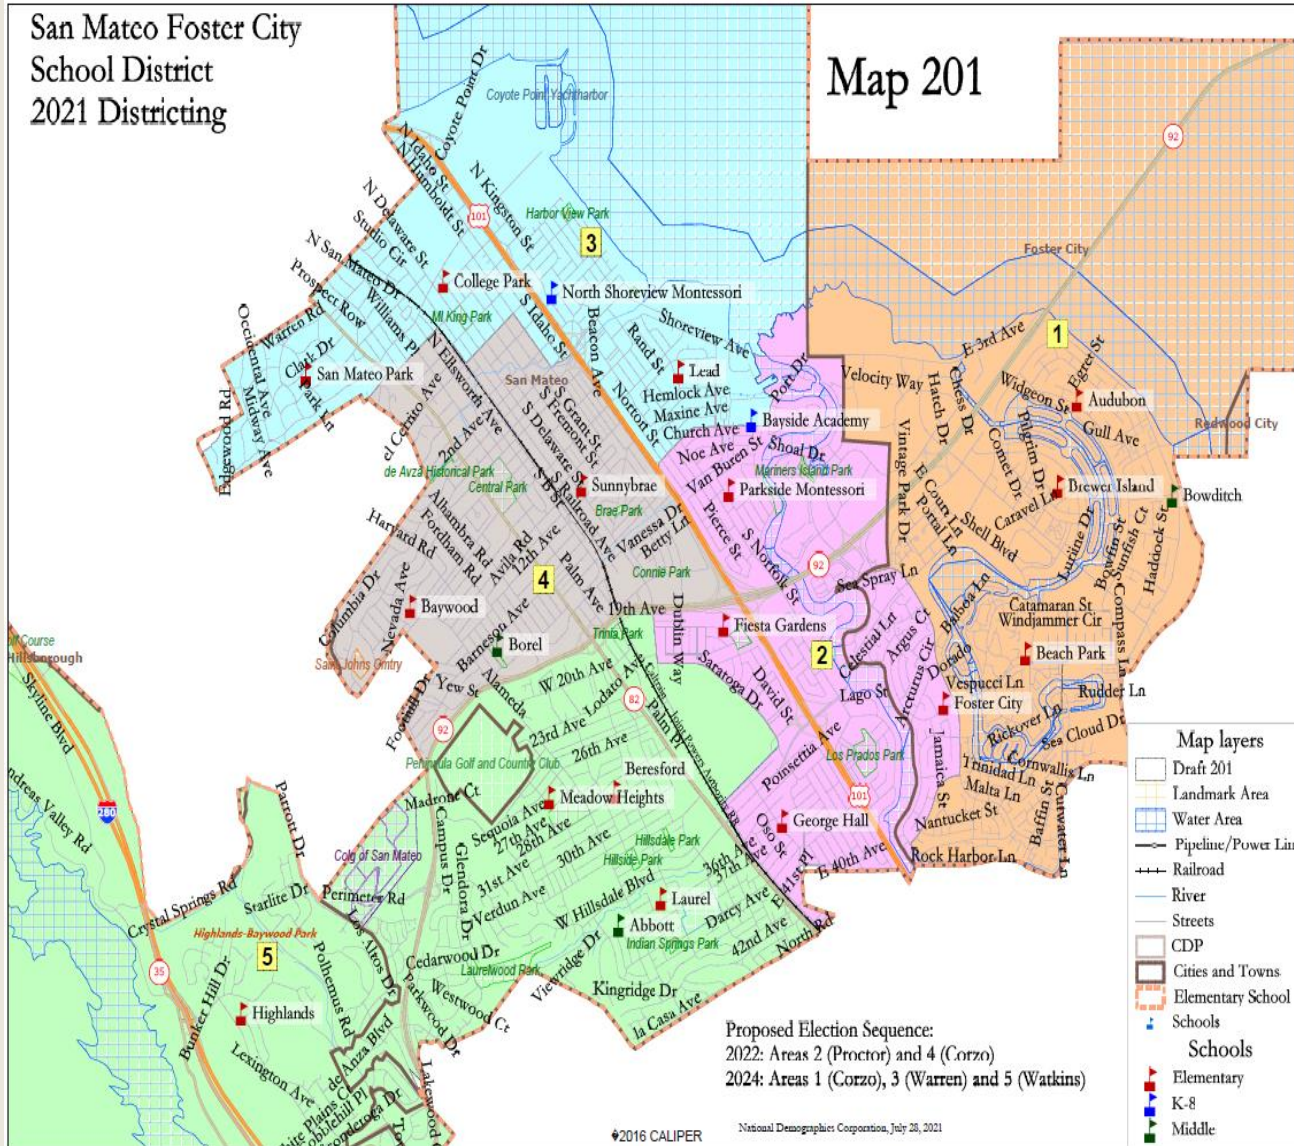 San Mateo Foster City
School District
2021 Districting
Map 201
Coyote Point Dr
Coyote Point Yachtharbor
92
N Idaho St
N Humboldt St
N Kingston St
101
Harbor View Park
3
N Delaware St
Studio Cir
N San Mateo Dr
Prospect Row
Williams Pl
College Park
North Shoreview Montessori
Ml King Park
Foster City
1
E 3rd Ave
Egret St
Occidental Ave
Warren Rd
Clark Dr
San Mateo Park
Park Ln
Midway Ave
Edgewood Rd
N Ellsworth Ave
S Idaho St
Beacon Ave
Rand St
Shoreview Ave
Lead
Hemlock Ave
Maxine Ave
Church Ave
Port Dr
Velocity Way
Hatch Dr
Chess Dr
Widgeon St
Audubon
Gull Ave
Redwood City
San Mateo
el Cerrito Ave
2nd Ave
S Grant St
S Fremont St
S Delaware St
Norton St
Bayside Academy
Noe Ave
Van Buren St
Shoal Dr
Mariners Island Park
Parkside Montessori
Vintage Park Dr
Comet Dr
Pilgrim Dr
Brewer Island
Bowditch
de Avza Historical Park
Central Park
S B St
S Railroad Ave
Sunnybrae
Brae Park
Alhambra Rd
Fordham Rd
Harvard Rd
Avila Rd
12th Ave
Vanessa Dr
Betty Ln
Connie Park
Pierce St
S Norfolk St
E Court Ln
Portal Ln
Shell Blvd
Caravel Ln
Lurline Dr
Bowfin St
Sunfish Ct
Haddock St
4
Palm Ave
92
Sea Spray Ln
Balboa Ln
Catamaran St
Windjammer Cir
Compass Ln
Columbia Dr
Nevada Ave
Baywood
Barneson Ave
Borel
19th Ave
Trinta Park
Dublin Way
Fiesta Gardens
2
Celestial Ln
Argus Ct
Arcturus Cir
Dorado
Beach Park
Vespucci Ln
Rudder Ln
Golf Course
Hillsborough
Saint Johns Cmtry
Yew St
Alameda
W 20th Ave
Lodato Ave
Saratoga Dr
David St
Lago St
Foster City
Rickover Ln
Sea Cloud Dr
Skyline Blvd
92
23rd Ave
82
Palm Pl
Joint Powers Authority RR
26th Ave
Peninsula Golf and Country Club
Poinsettia Ave
Los Prados Park
Jamaica St
Trinidad Ln
Cornwallis Ln
Malta Ln
Nantucket St
Baffin St
Cutwater Ln
280
Madrone Ct
Beresford
Meadow Heights
Sequoia Ave
27th Ave
28th Ave
30th Ave
31st Ave
Verdun Ave
Hillsdale Park
Hillside Park
101
George Hall
Oso St
36th Ave
37th Ave
E 40th Ave
41st Pl
Rock Harbor Ln
Parrott Dr
Colg of San Mateo
Campus Dr
Glendora Dr
Crystal Springs Rd
Starlite Dr
Perimeter Rd
W Hillsdale Blvd
Laurel
Abbott
Darcy Ave
42nd Ave
North Rd
Indian Springs Park
Highlands-Baywood Park
5
35
Bunker Hill Dr
Polhemus Rd
Los Altos Dr
Cedarwood Dr
Laurelwood Park
Viewridge Dr
Westwood Ct
Parkwood Dr
Kingridge Dr
la Casa Ave
Highlands
Lexington Ave
de Anza Blvd
Proposed Election Sequence:
2022: Areas 2 (Proctor) and 4 (Corzo)
2024: Areas 1 (Corzo), 3 (Warren) and 5 (Watkins)
©2016 CALIPER
National Demographics Corporation, July 28, 2021
Map layers
Draft 201
Landmark Area
Water Area
Pipeline/Power Lin
Railroad
River
Streets
CDP
Cities and Towns
Elementary School
Schools
Schools
Elementary
K-8
Middle